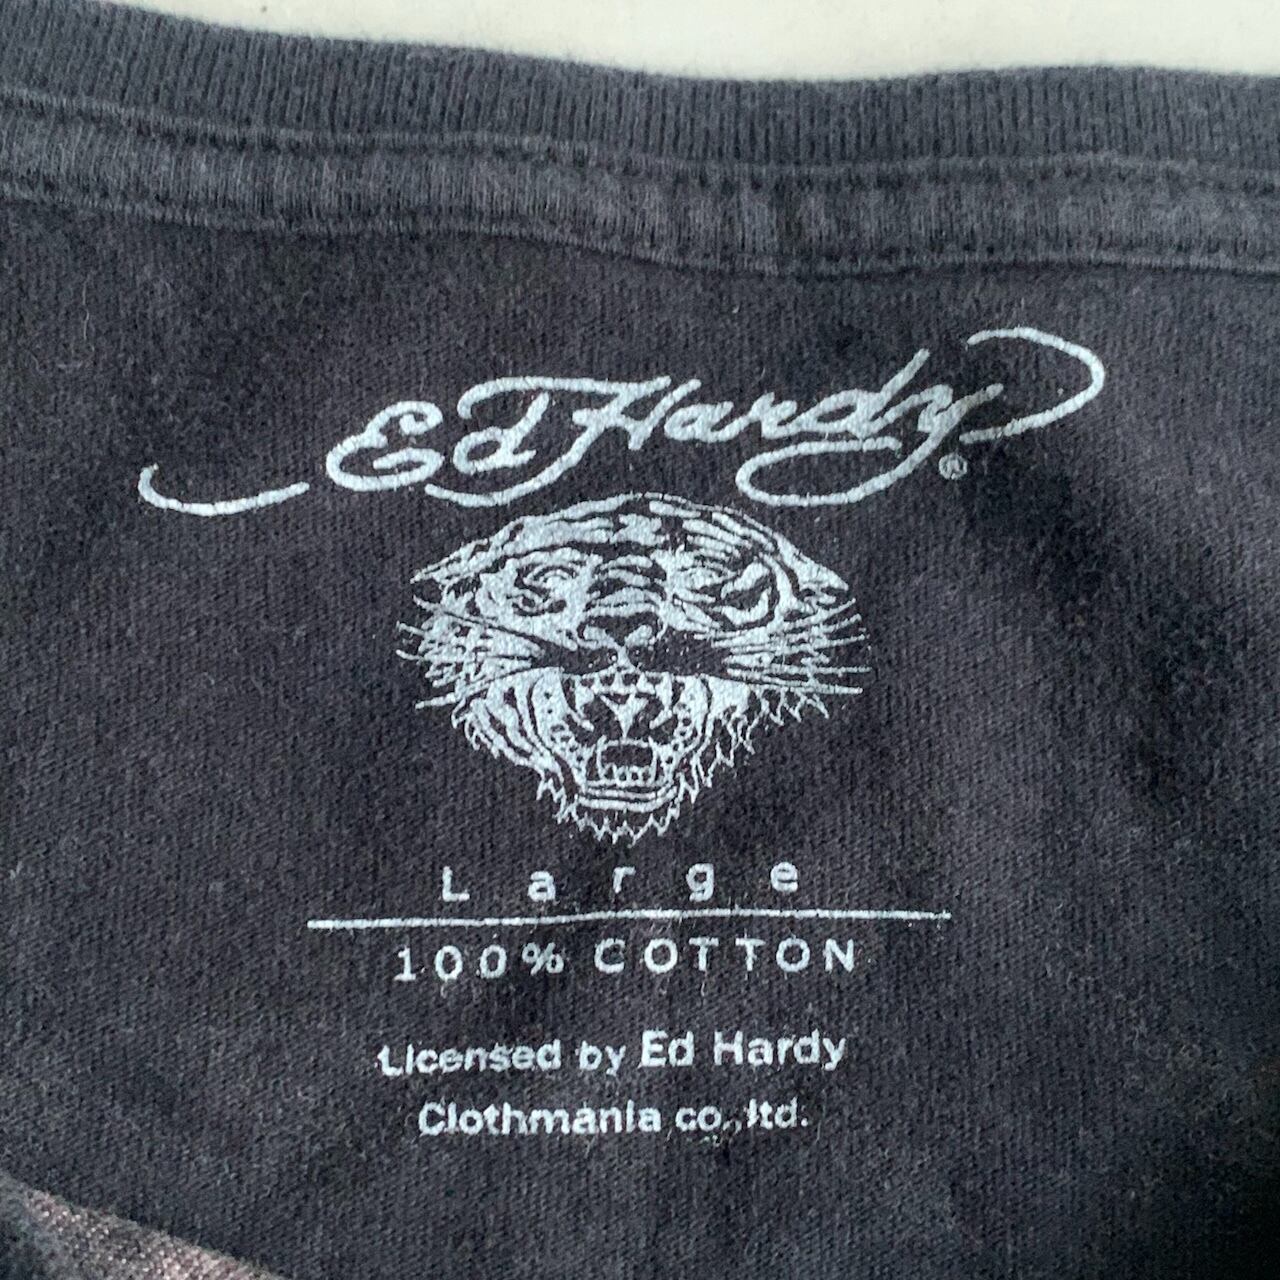 Ed Hardy®
Large
100% COTTON
Licensed by Ed Hardy
Clothmania co., ltd.